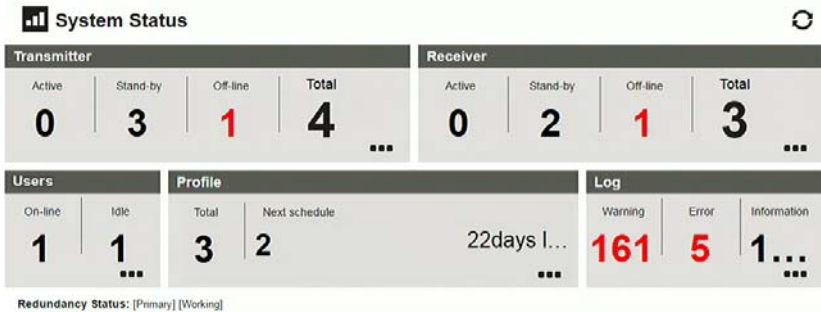 System Status
Transmitter
Active Stand-by Off-line Total
0 3 1 4
Receiver
Active Stand-by Off-line Total
0 2 1 3
Users
On-line Idle
1 1
Profile
Total Next schedule
3 2 22days l...
Log
Warning Error Information
161 5 1...
Redundancy Status: [Primary] [Working]